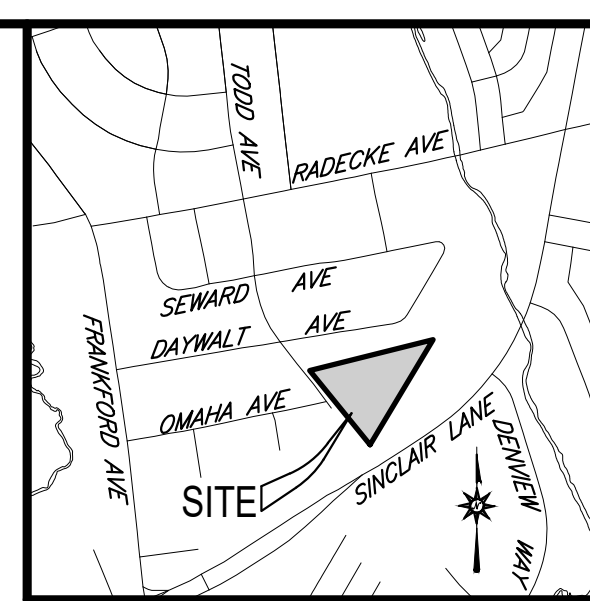 TODD AVE
RADECKE AVE
SEWARD AVE
DAYWALT AVE
FRANKFORD AVE
OMAHA AVE
SINCLAIR LANE
DENVIEW WAY
SITE
N